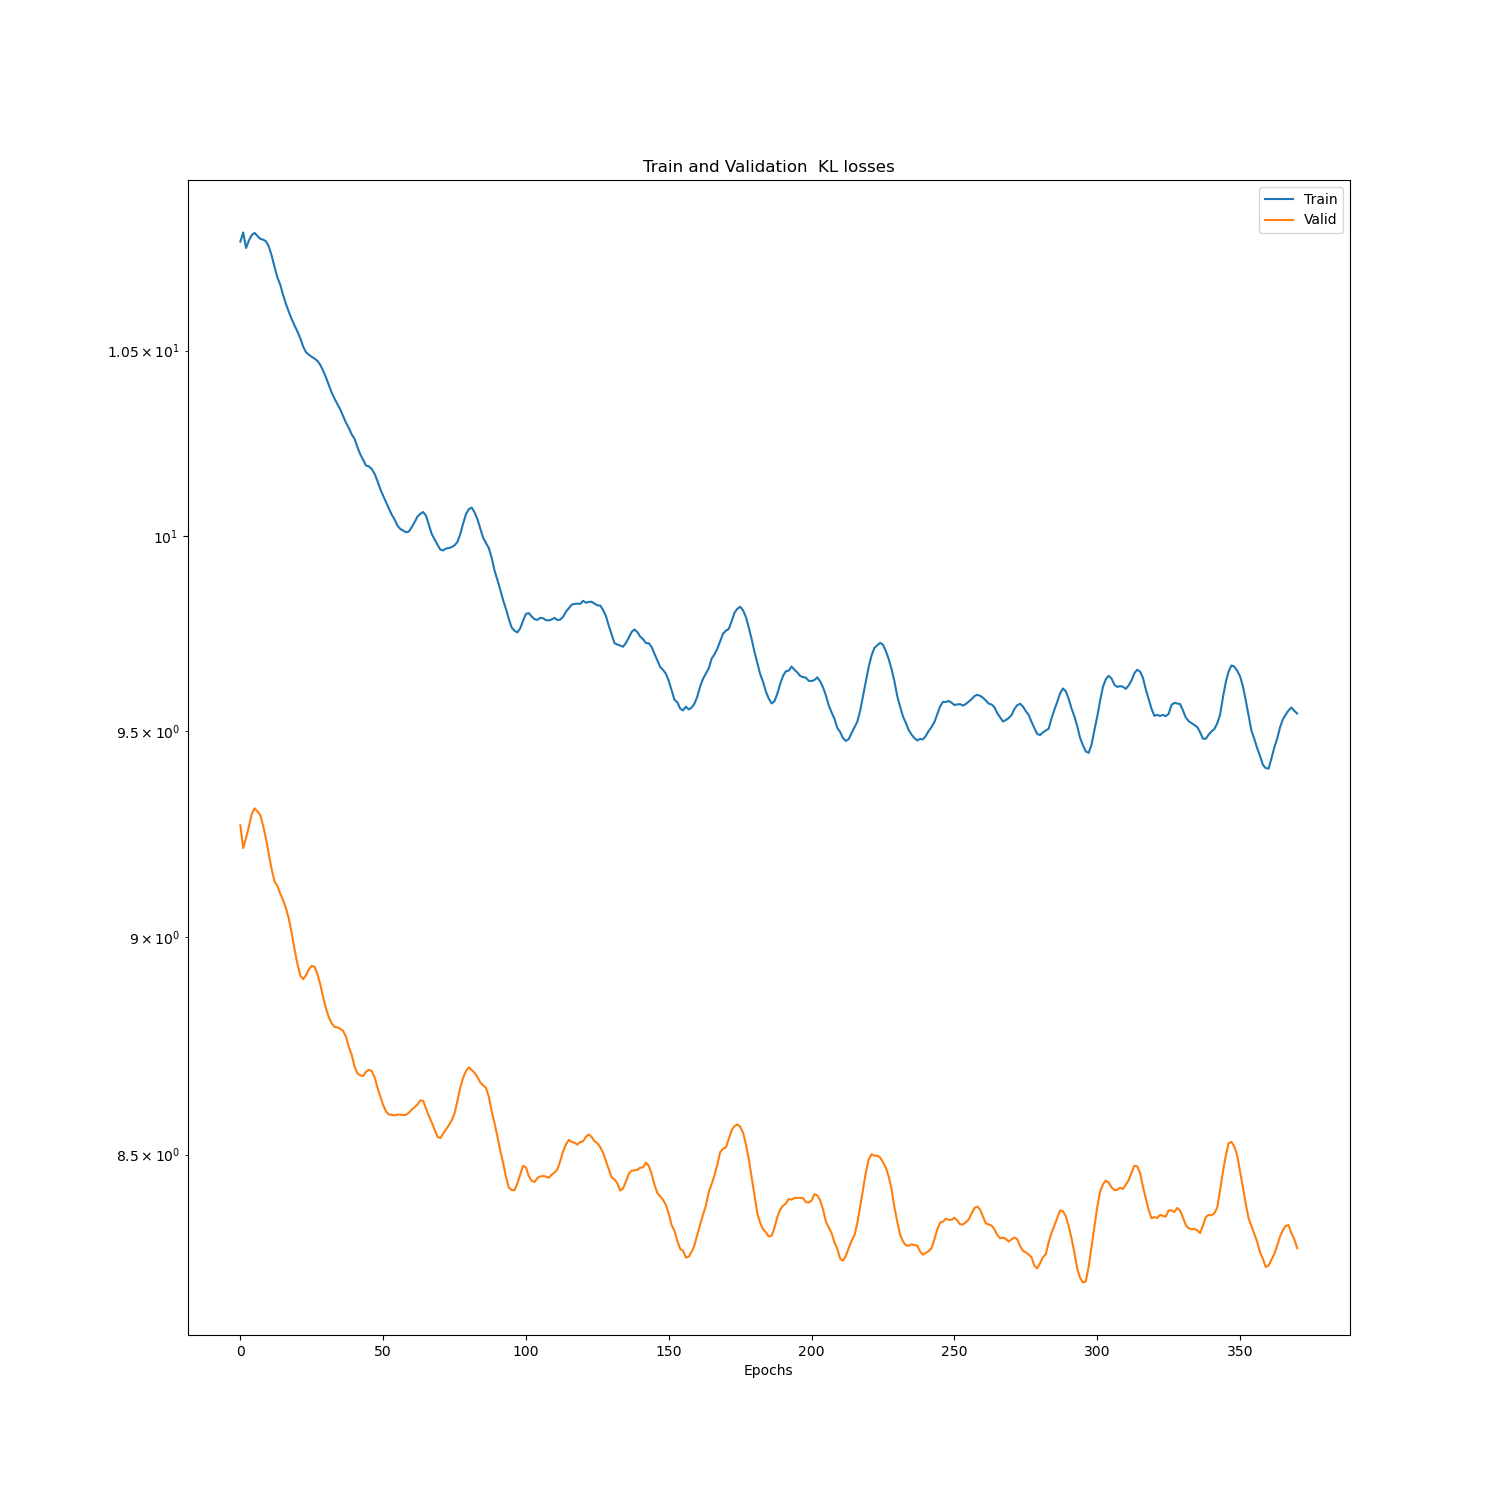 Train and Validation  KL losses
Train
Valid
1.05 × 10¹
10¹
9.5 × 10⁰
9 × 10⁰
8.5 × 10⁰
0 50 100 150 200 250 300 350
Epochs